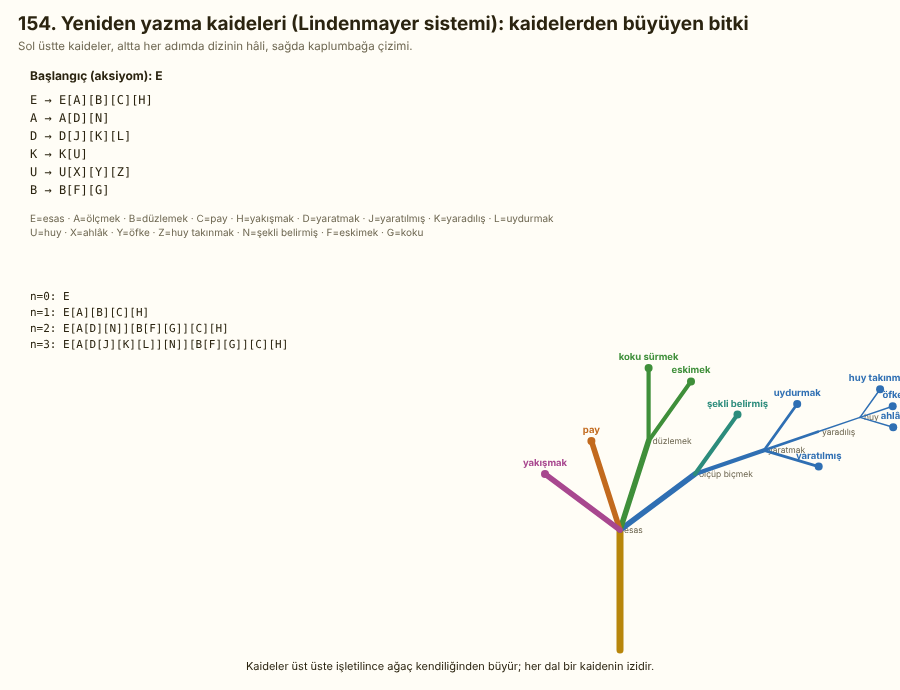 154. Yeniden yazma kaideleri (Lindenmayer sistemi): kaidelerden büyüyen bitki
Sol üstte kaideler, altta her adımda dizinin hâli, sağda kaplumbağa çizimi.
Başlangıç (aksiyom): E
E → E[A][B][C][H]
A → A[D][N]
D → D[J][K][L]
K → K[U]
U → U[X][Y][Z]
B → B[F][G]
E=esas · A=ölçmek · B=düzlemek · C=pay · H=yakışmak · D=yaratmak · J=yaratılmış · K=yaradılış · L=uydurmak
U=huy · X=ahlâk · Y=öfke · Z=huy takınmak · N=şekli belirmiş · F=eskimek · G=koku
n=0: E
n=1: E[A][B][C][H]
n=2: E[A[D][N]][B[F][G]][C][H]
n=3: E[A[D[J][K][L]][N]][B[F][G]][C][H]
koku sürmek
eskimek
huy takınm
uydurmak
öfke
şekli belirmiş
huy
ahlâ
pay
yaradılış
düzlemek
yaratmak
yaratılmış
yakışmak
ölçüp biçmek
esas
Kaideler üst üste işletilince ağaç kendiliğinden büyür; her dal bir kaidenin izidir.